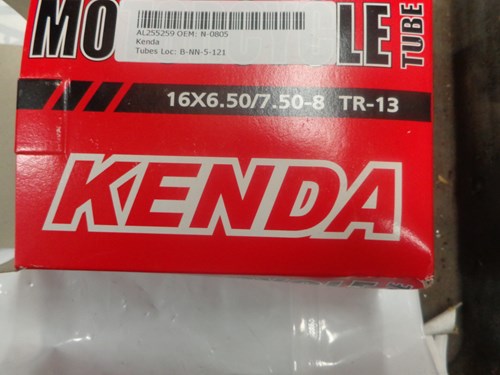 MO LE
TUBE
AL255259 OEM: N-0805
Kenda
Tubes Loc: B-NN-5-121
16X6.50/7.50-8 TR-13
KENDA